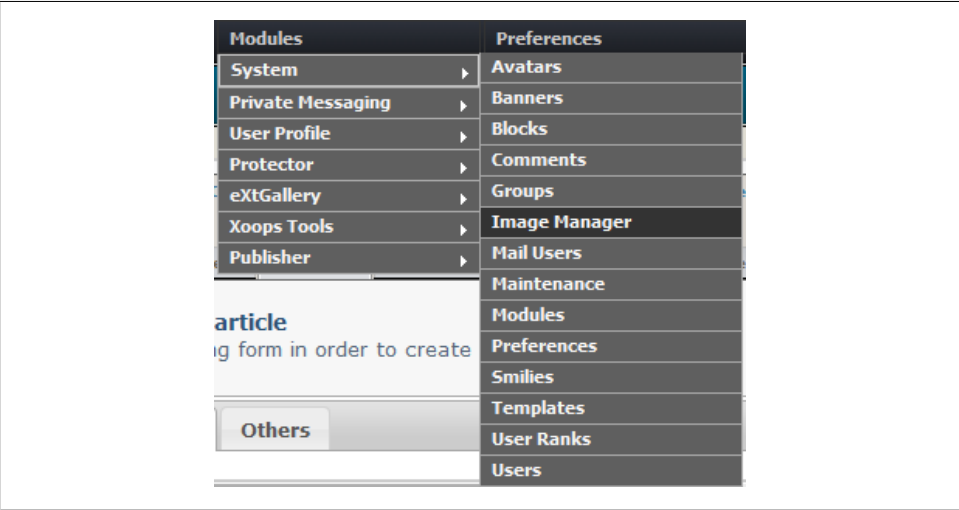 Modules
Preferences
System
Private Messaging
User Profile
Protector
eXtGallery
Xoops Tools
Publisher
Avatars
Banners
Blocks
Comments
Groups
Image Manager
Mail Users
Maintenance
Modules
Preferences
Smilies
Templates
User Ranks
Users
article
form in order to create
Others